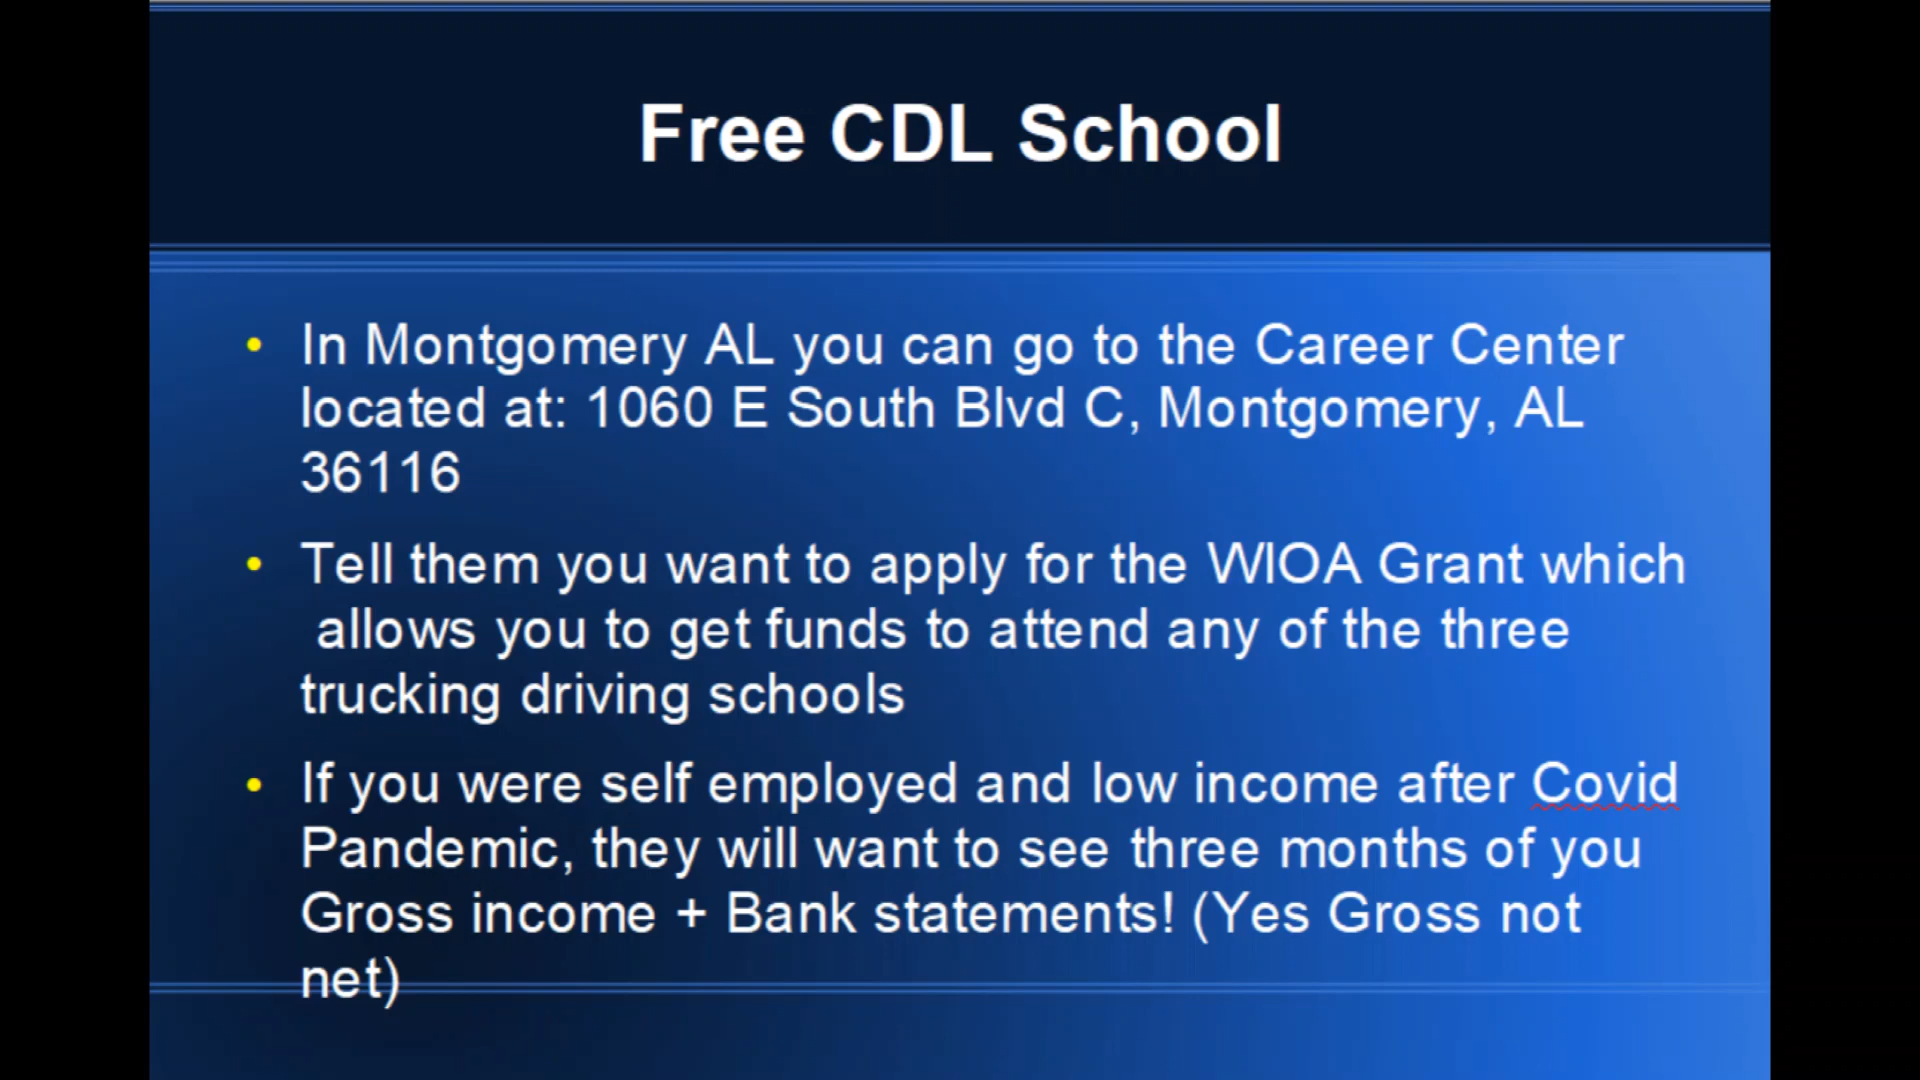 Free CDL School
• In Montgomery AL you can go to the Career Center
located at: 1060 E South Blvd C, Montgomery, AL
36116
• Tell them you want to apply for the WIOA Grant which
allows you to get funds to attend any of the three
trucking driving schools
• If you were self employed and low income after Covid
Pandemic, they will want to see three months of you
Gross income + Bank statements! (Yes Gross not
net)